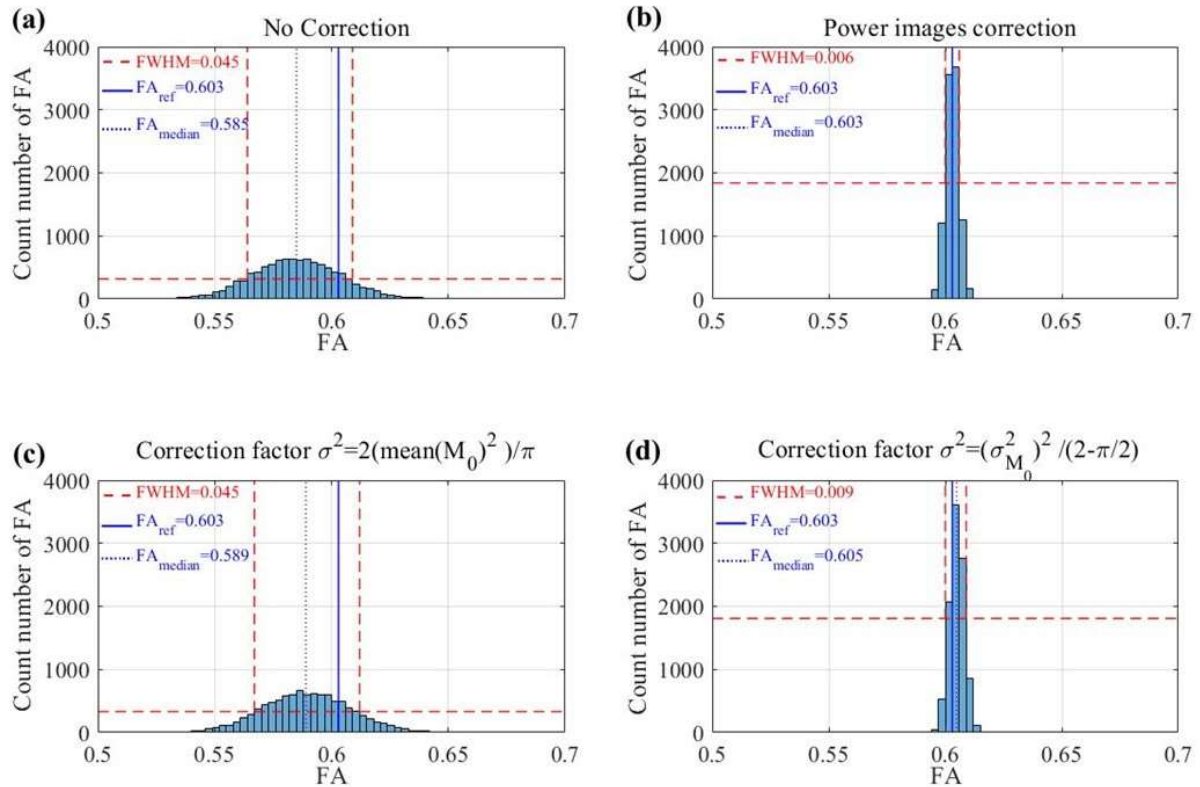 (a)
No Correction
4000
3000
2000
1000
0
Count number of FA
FWHM=0.045
FA_ref=0.603
FA_median=0.585
0.5 0.55 0.6 0.65 0.7
FA
(b)
Power images correction
4000
3000
2000
1000
0
Count number of FA
FWHM=0.006
FA_ref=0.603
FA_median=0.603
0.5 0.55 0.6 0.65 0.7
FA
(c)
Correction factor σ²=2(mean(M₀)² )/π
4000
3000
2000
1000
0
Count number of FA
FWHM=0.045
FA_ref=0.603
FA_median=0.589
0.5 0.55 0.6 0.65 0.7
FA
(d)
Correction factor σ²=(σ²_M₀)² /(2-π/2)
4000
3000
2000
1000
0
Count number of FA
FWHM=0.009
FA_ref=0.603
FA_median=0.605
0.5 0.55 0.6 0.65 0.7
FA